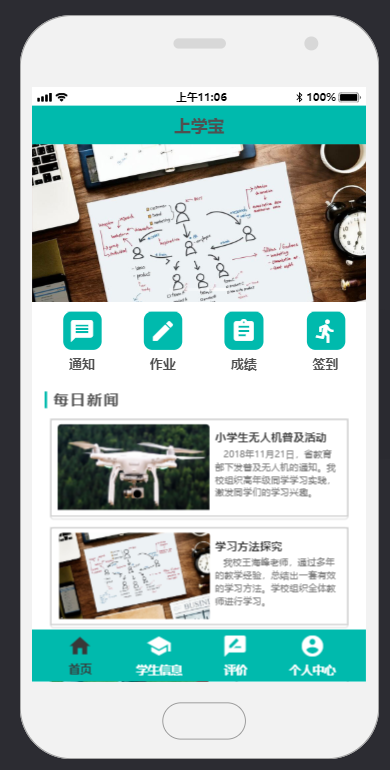 上午11:06
100%
上学宝
通知
作业
成绩
签到
每日新闻
小学生无人机普及活动
2018年11月21日，省教育
部下发普及无人机的通知。我
校组织高年级同学学习实践，
激发同学们的学习兴趣。
学习方法探究
我校王海峰老师，通过多年
的教学经验，总结出一套有效
的学习方法。学校组织全体教
师进行学习。
首页
学生信息
评价
个人中心